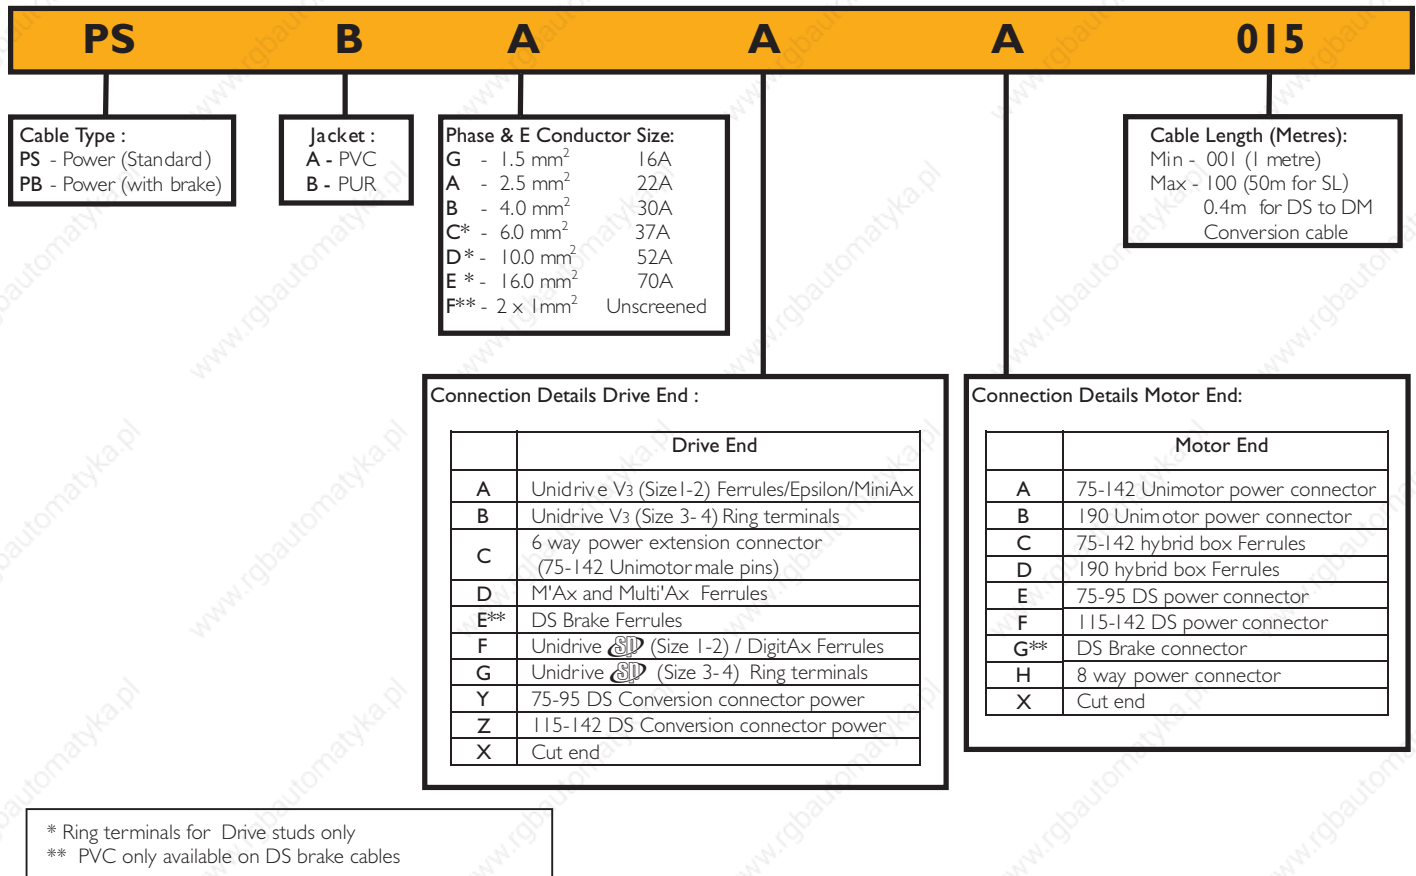 PS B A A A 015
Cable Type :
PS - Power (Standard)
PB - Power (with brake)
Jacket :
A - PVC
B - PUR
Phase & E Conductor Size:
G - 1.5 mm² 16A
A - 2.5 mm² 22A
B - 4.0 mm² 30A
C* - 6.0 mm² 37A
D* - 10.0 mm² 52A
E * - 16.0 mm² 70A
F** - 2 x 1mm² Unscreened
Cable Length (Metres):
Min - 001 (1 metre)
Max - 100 (50m for SL)
0.4m for DS to DM
Conversion cable
Connection Details Drive End :
Drive End
A Unidrive V3 (Size1-2) Ferrules/Epsilon/MiniAx
B Unidrive V3 (Size 3-4) Ring terminals
C 6 way power extension connector
(75-142 Unimotor male pins)
D M'Ax and Multi'Ax Ferrules
E** DS Brake Ferrules
F Unidrive SP (Size 1-2) / DigitAx Ferrules
G Unidrive SP (Size 3-4) Ring terminals
Y 75-95 DS Conversion connector power
Z 115-142 DS Conversion connector power
X Cut end
Connection Details Motor End:
Motor End
A 75-142 Unimotor power connector
B 190 Unimotor power connector
C 75-142 hybrid box Ferrules
D 190 hybrid box Ferrules
E 75-95 DS power connector
F 115-142 DS power connector
G** DS Brake connector
H 8 way power connector
X Cut end
* Ring terminals for Drive studs only
** PVC only available on DS brake cables
www.rgbautomatyka.pl